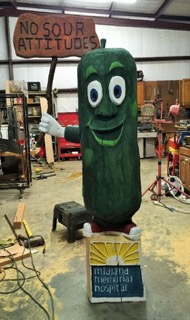 NO SOUR
ATTITUDES
midland
memorial
hospital